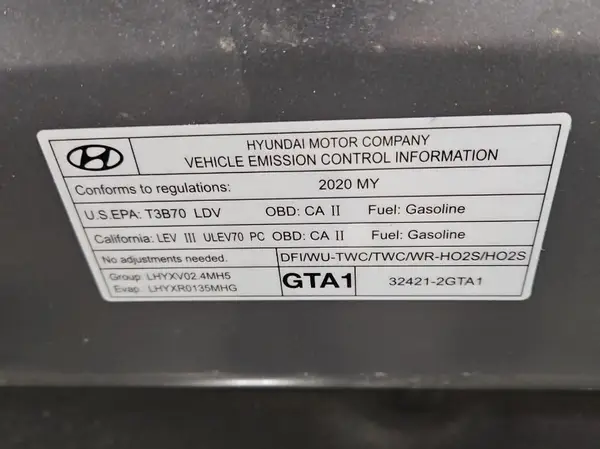 HYUNDAI MOTOR COMPANY
VEHICLE EMISSION CONTROL INFORMATION
Conforms to regulations: 2020 MY
U.S.EPA: T3B70 LDV OBD: CA II Fuel: Gasoline
California: LEV III ULEV70 PC OBD: CA II Fuel: Gasoline
No adjustments needed. DFI/WU-TWC/TWC/WR-HO2S/HO2S
Group: LHYXV02.4MH5
Evap: LHYXR0135MHG
GTA1 32421-2GTA1